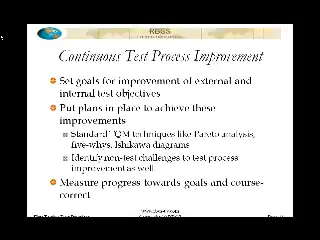 RBCS
Continuous Test Process Improvement
Set goals for improvement of external and
internal test objectives
Put plans in place to achieve these
improvements
Standard TQM techniques like Pareto analysis,
five-whys, Ishikawa diagrams
Identify non-test challenges to test process
improvement as well
Measure progress towards goals and course-
correct